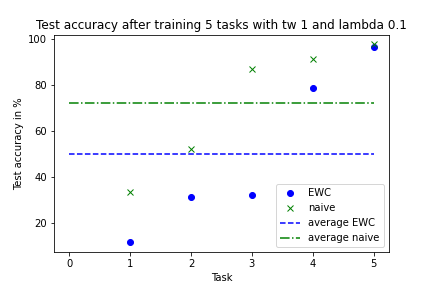 Test accuracy after training 5 tasks with tw 1 and lambda 0.1
100
80
60
40
20
Test accuracy in %
EWC
naive
average EWC
average naive
0 1 2 3 4 5
Task